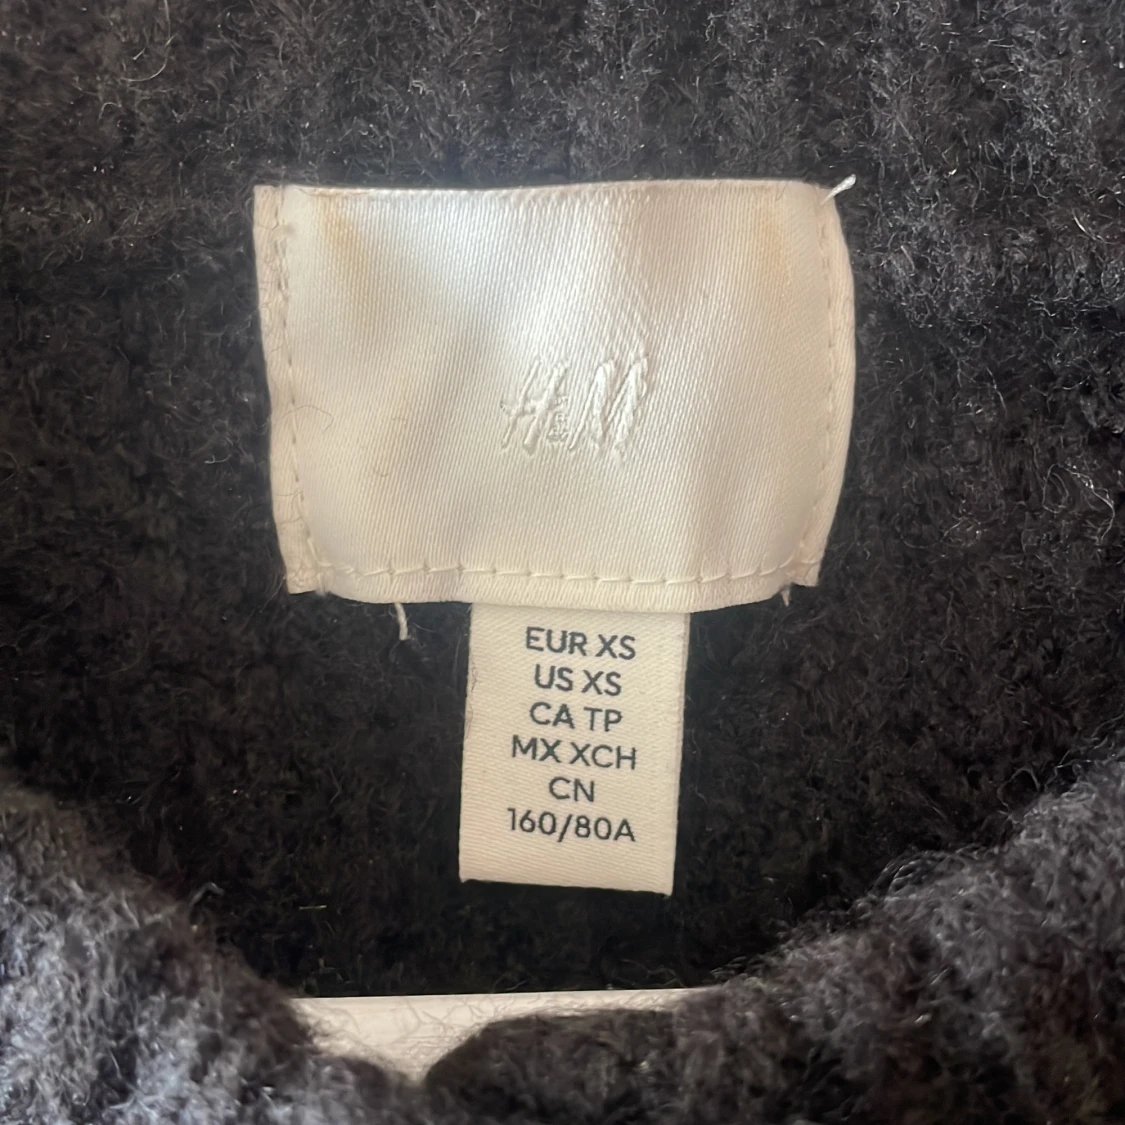 H&M
EUR XS
US XS
CA TP
MX XCH
CN
160/80A